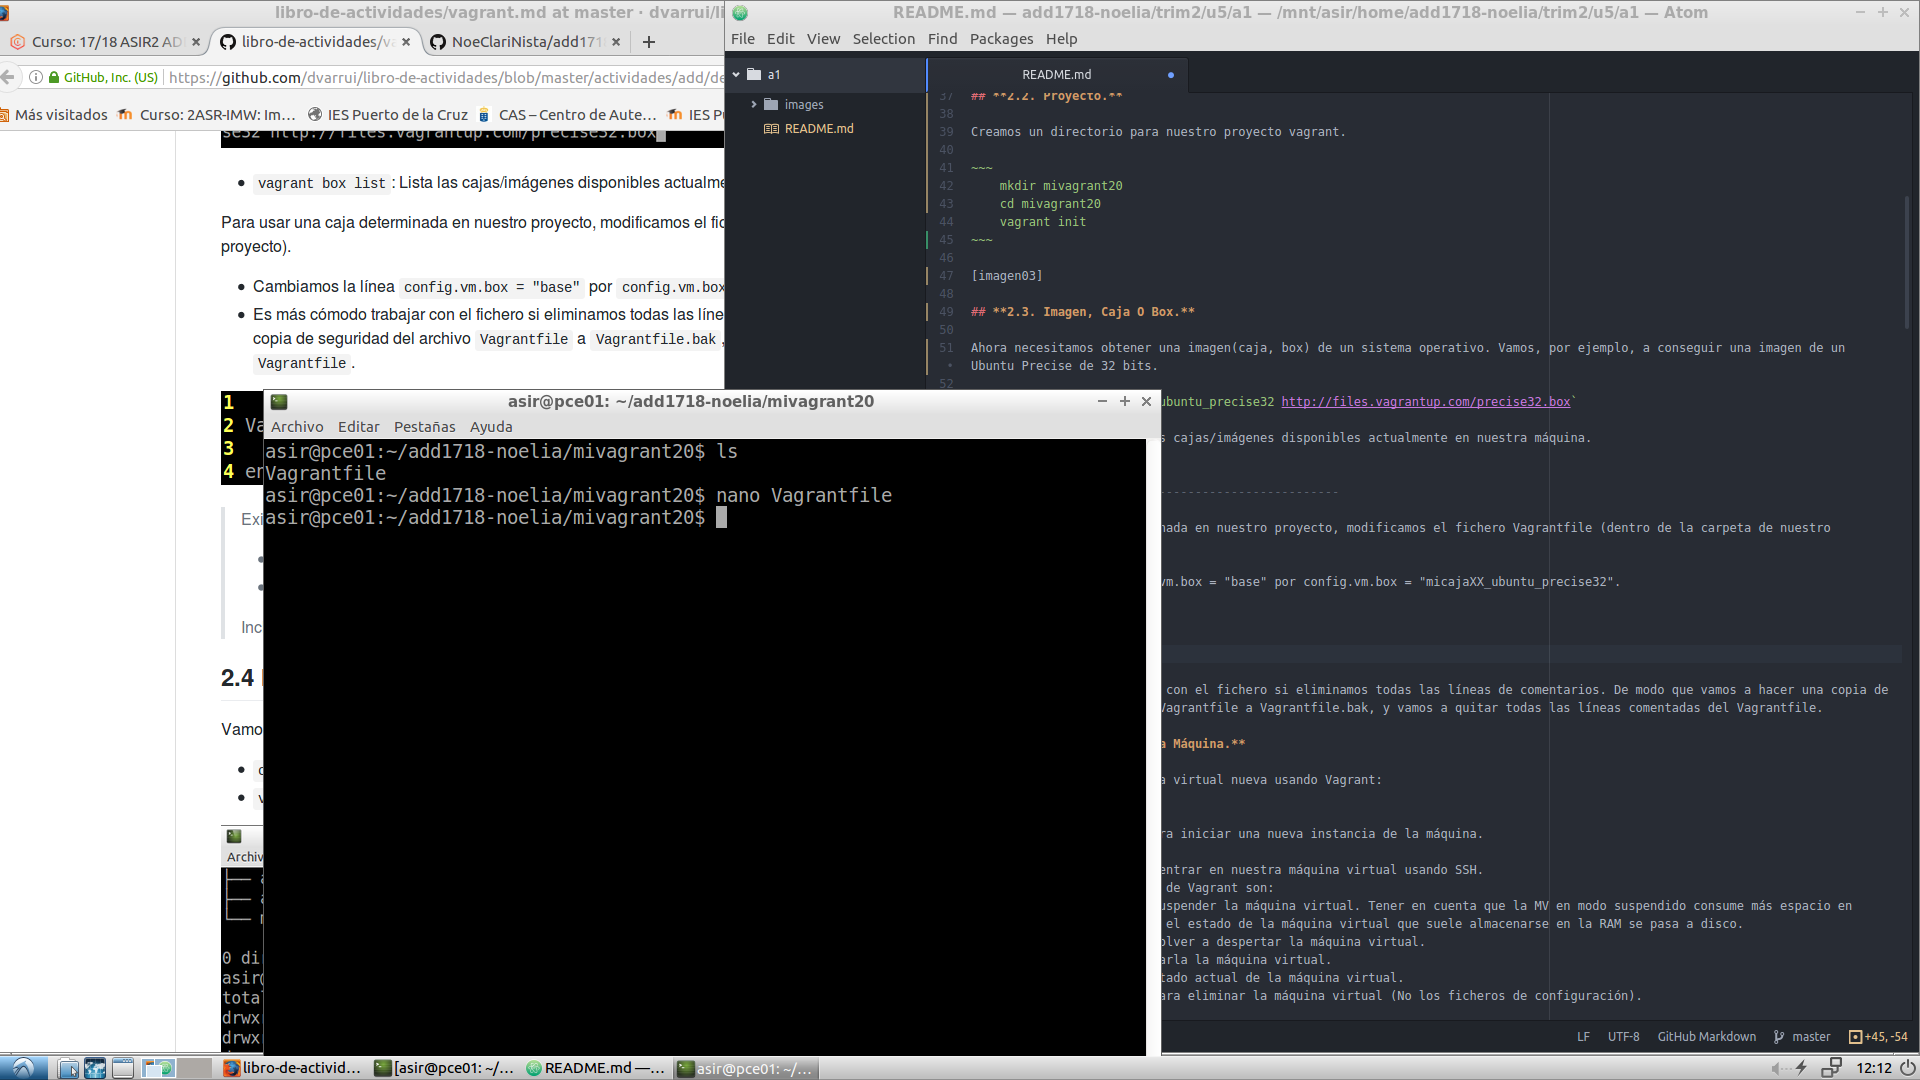 libro-de-actividades/vagrant.md at master · dvarrui/li
Curso: 17/18 ASIR2 AD
libro-de-actividades/v
NoeClariNista/add171
GitHub, Inc. (US)
https://github.com/dvarrui/libro-de-actividades/blob/master/actividades/add/de
Más visitados
Curso: 2ASR-IMW: Im...
IES Puerto de la Cruz
CAS – Centro de Aute...
IES P
se32 http://files.vagrantup.com/precise32.box
vagrant box list: Lista las cajas/imágenes disponibles actualme
Para usar una caja determinada en nuestro proyecto, modificamos el fic
proyecto).
Cambiamos la línea config.vm.box = "base" por config.vm.box
Es más cómodo trabajar con el fichero si eliminamos todas las líne
copia de seguridad del archivo Vagrantfile a Vagrantfile.bak,
Vagrantfile.
1
2 Va
3
4 en
Exi
Inc
2.4
Vamo
Archiv
0 di
asir@
tota
drwx
drwx
README.md — add1718-noelia/trim2/u5/a1 — /mnt/asir/home/add1718-noelia/trim2/u5/a1 — Atom
File Edit View Selection Find Packages Help
a1
images
README.md
README.md
37 ## **2.2. Proyecto.**
38
39 Creamos un directorio para nuestro proyecto vagrant.
40
41 ~~~
42 mkdir mivagrant20
43 cd mivagrant20
44 vagrant init
45 ~~~
46
47 [imagen03]
48
49 ## **2.3. Imagen, Caja O Box.**
50
51 Ahora necesitamos obtener una imagen(caja, box) de un sistema operativo. Vamos, por ejemplo, a conseguir una imagen de un
• Ubuntu Precise de 32 bits.
52
ubuntu_precise32 http://files.vagrantup.com/precise32.box`
s cajas/imágenes disponibles actualmente en nuestra máquina.
------------------------
nada en nuestro proyecto, modificamos el fichero Vagrantfile (dentro de la carpeta de nuestro
vm.box = "base" por config.vm.box = "micajaXX_ubuntu_precise32".
con el fichero si eliminamos todas las líneas de comentarios. De modo que vamos a hacer una copia de
Vagrantfile a Vagrantfile.bak, y vamos a quitar todas las líneas comentadas del Vagrantfile.
a Máquina.**
a virtual nueva usando Vagrant:
ra iniciar una nueva instancia de la máquina.
entrar en nuestra máquina virtual usando SSH.
de Vagrant son:
uspender la máquina virtual. Tener en cuenta que la MV en modo suspendido consume más espacio en
el estado de la máquina virtual que suele almacenarse en la RAM se pasa a disco.
olver a despertar la máquina virtual.
arla la máquina virtual.
tado actual de la máquina virtual.
ara eliminar la máquina virtual (No los ficheros de configuración).
LF UTF-8 GitHub Markdown master +45, -54
asir@pce01: ~/add1718-noelia/mivagrant20
Archivo Editar Pestañas Ayuda
asir@pce01:~/add1718-noelia/mivagrant20$ ls
Vagrantfile
asir@pce01:~/add1718-noelia/mivagrant20$ nano Vagrantfile
asir@pce01:~/add1718-noelia/mivagrant20$
libro-de-activid...
[asir@pce01: ~/...
README.md —...
asir@pce01: ~/...
12:12